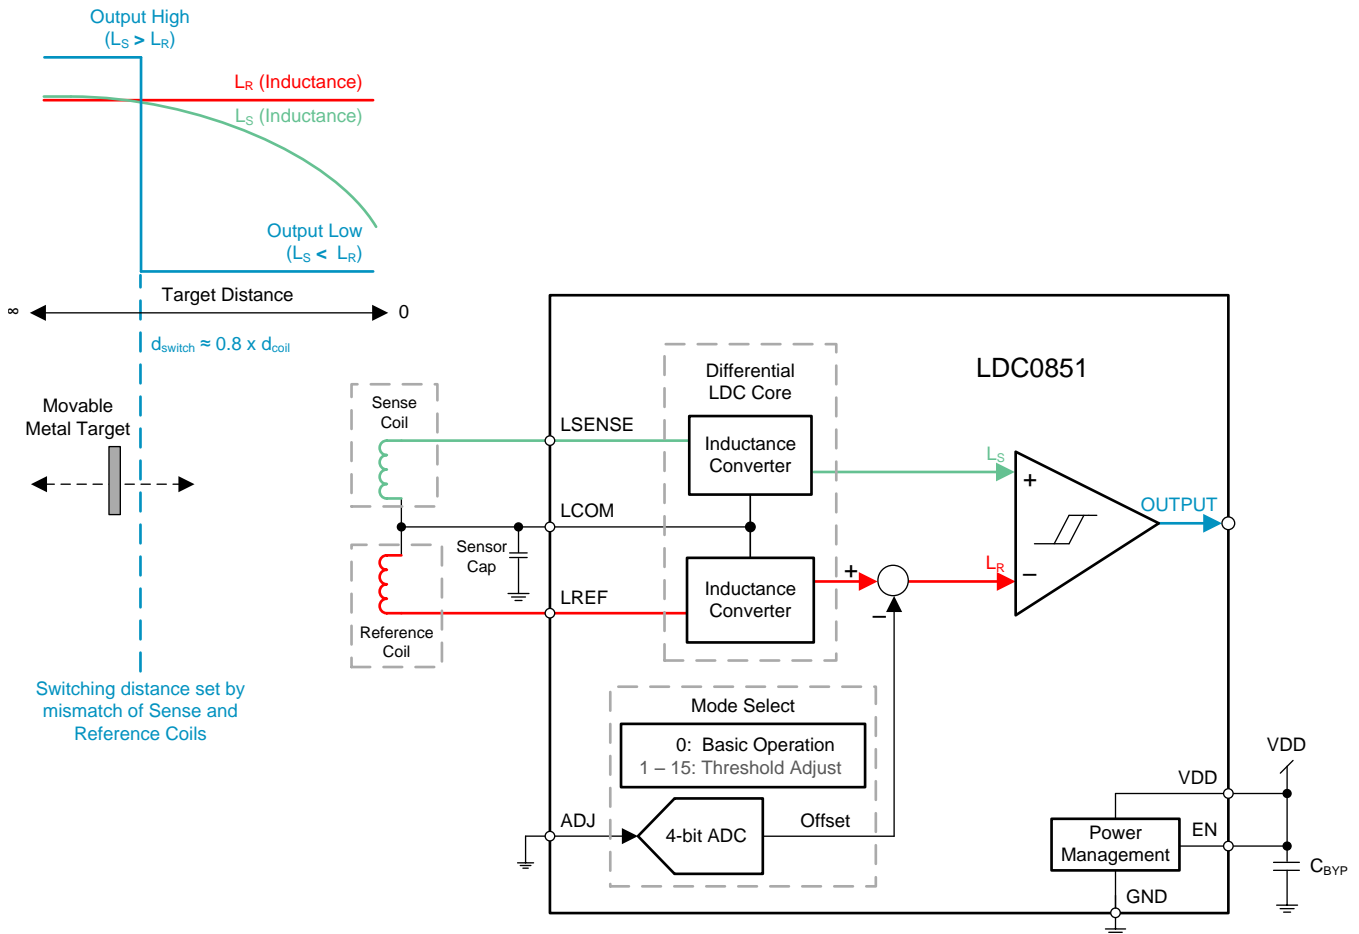 Output High
(LS > LR)
LR (Inductance)
LS (Inductance)
Output Low
(LS < LR)
Target Distance
∞
0
dswitch ≈ 0.8 x dcoil
Movable
Metal Target
Switching distance set by
mismatch of Sense and
Reference Coils
Sense
Coil
Reference
Coil
Sensor
Cap
LSENSE
LCOM
LREF
ADJ
Differential
LDC Core
Inductance
Converter
Inductance
Converter
LDC0851
LS
+
LR
−
+
−
OUTPUT
Mode Select
0: Basic Operation
1 – 15: Threshold Adjust
4-bit ADC
Offset
Power
Management
VDD
EN
GND
VDD
CBYP